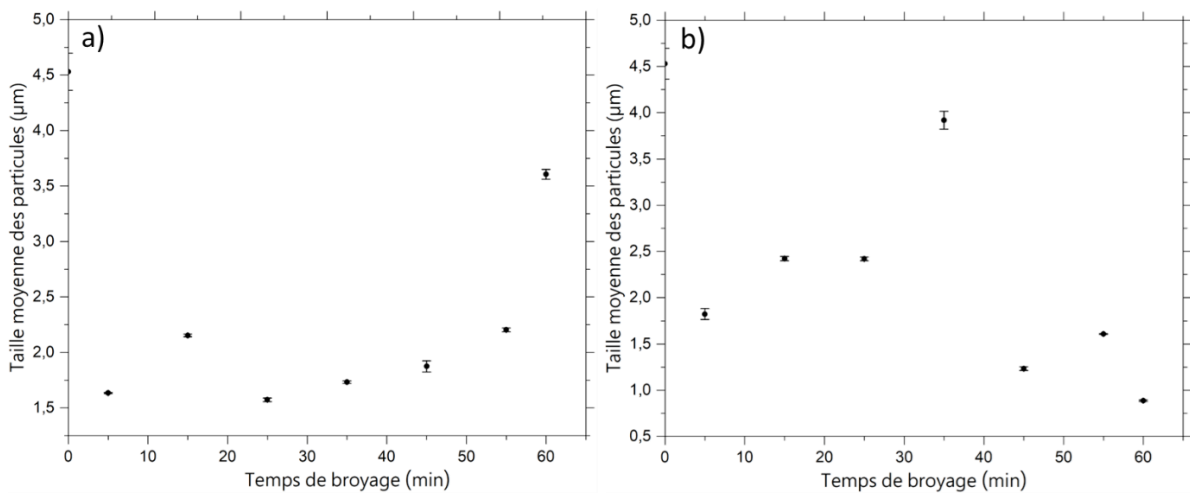 a)
Taille moyenne des particules (µm)
5,0
4,5
4,0
3,5
3,0
2,5
2,0
1,5
0 10 20 30 40 50 60
Temps de broyage (min)
b)
Taille moyenne des particules (µm)
5,0
4,5
4,0
3,5
3,0
2,5
2,0
1,5
1,0
0,5
0 10 20 30 40 50 60
Temps de broyage (min)